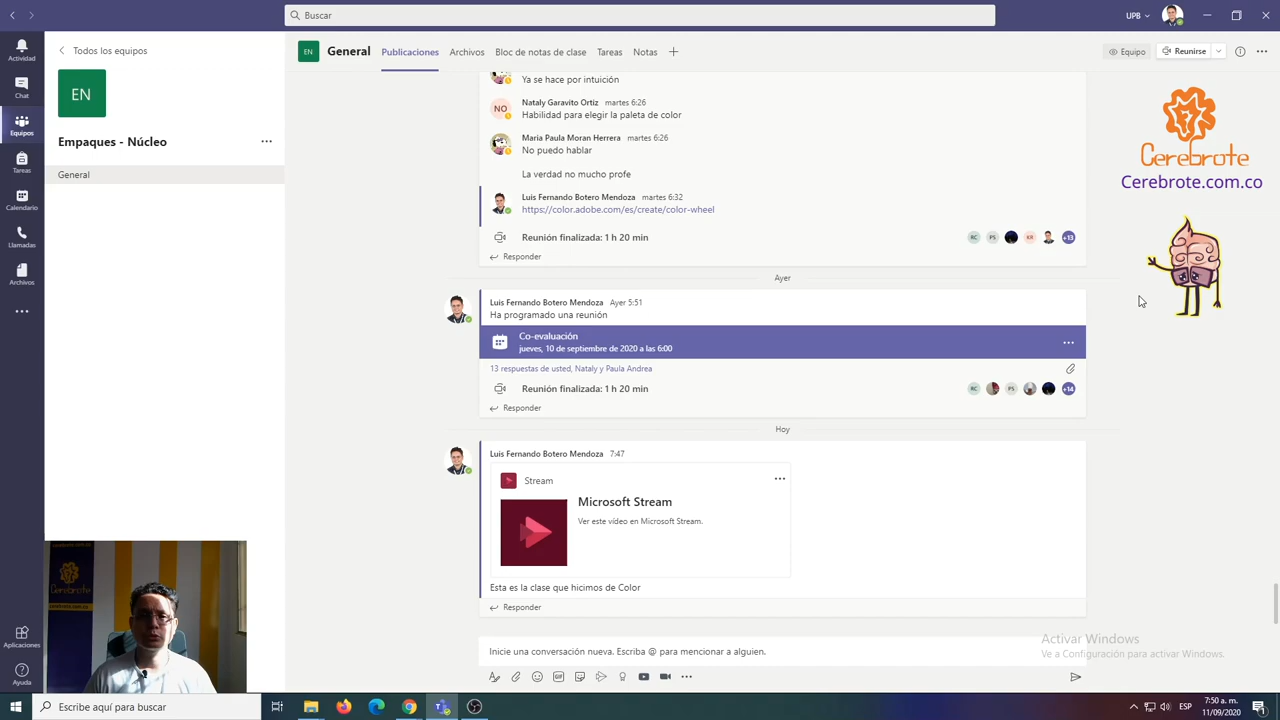 Buscar
UPB
Actividad
Chat
Equipos
Tareas
Calendario
Llamadas
Archivos
Aplicaciones
Ayuda
Todos los equipos
EN
Empaques - Núcleo
General
EN
General
Publicaciones
Archivos
Bloc de notas de clase
Tareas
Notas
Equipo
Reunirse
Ya se hace por intuición
NO
Nataly Garavito Ortiz martes 6:26
Habilidad para elegir la paleta de color
Maria Paula Moran Herrera martes 6:26
No puedo hablar
La verdad no mucho profe
Luis Fernando Botero Mendoza martes 6:32
https://color.adobe.com/es/create/color-wheel
Reunión finalizada: 1 h 20 min
RC PS KR +13
Responder
Ayer
Luis Fernando Botero Mendoza Ayer 5:51
Ha programado una reunión
Co-evaluación
jueves, 10 de septiembre de 2020 a las 6:00
13 respuestas de usted, Nataly y Paula Andrea
Reunión finalizada: 1 h 20 min
RC PS +14
Responder
Hoy
Luis Fernando Botero Mendoza 7:47
Stream
Microsoft Stream
Ver este vídeo en Microsoft Stream.
Esta es la clase que hicimos de Color
Responder
Inicie una conversación nueva. Escriba @ para mencionar a alguien.
Cerebrote
Cerebrote.com.co
Activar Windows
Ve a Configuración para activar Windows.
Escribe aquí para buscar
ESP
7:50 a. m.
11/09/2020